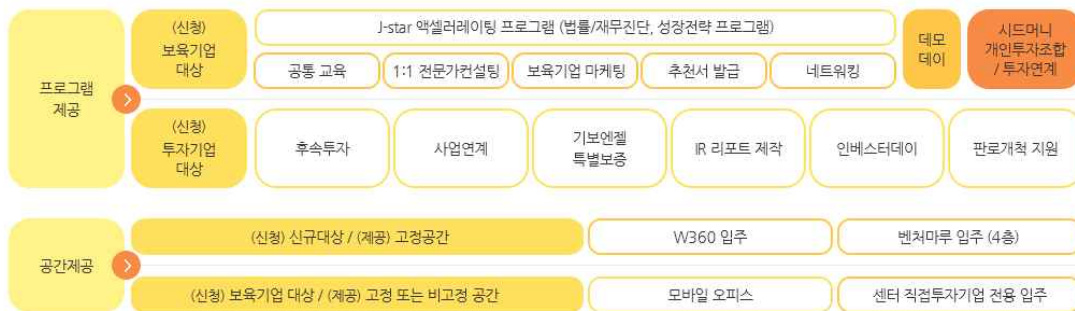 프로그램
제공
(신청)
보육기업
대상
J-star 액셀러레이팅 프로그램 (법률/재무진단, 성장전략 프로그램)
공통 교육
1:1 전문가컨설팅
보육기업 마케팅
추천서 발급
네트워킹
데모
데이
시드머니
개인투자조합
/ 투자연계
(신청)
투자기업
대상
후속투자
사업연계
기보엔젤
특별보증
IR 리포트 제작
인베스터데이
판로개척 지원
공간제공
(신청) 신규대상 / (제공) 고정공간
W360 입주
벤처마루 입주 (4층)
(신청) 보육기업 대상 / (제공) 고정 또는 비고정 공간
모바일 오피스
센터 직접투자기업 전용 입주